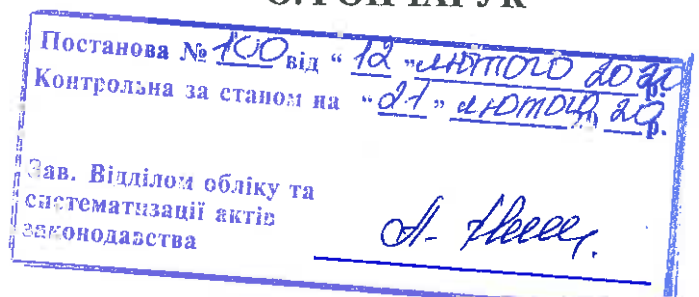 О. ГОНЧАРУК
Постанова № 100 від “ 12 ” лютого 2020 р.
Контрольна за станом на “ 21 ” лютого 20 р.
Зав. Відділом обліку та
систематизації актів
законодавства